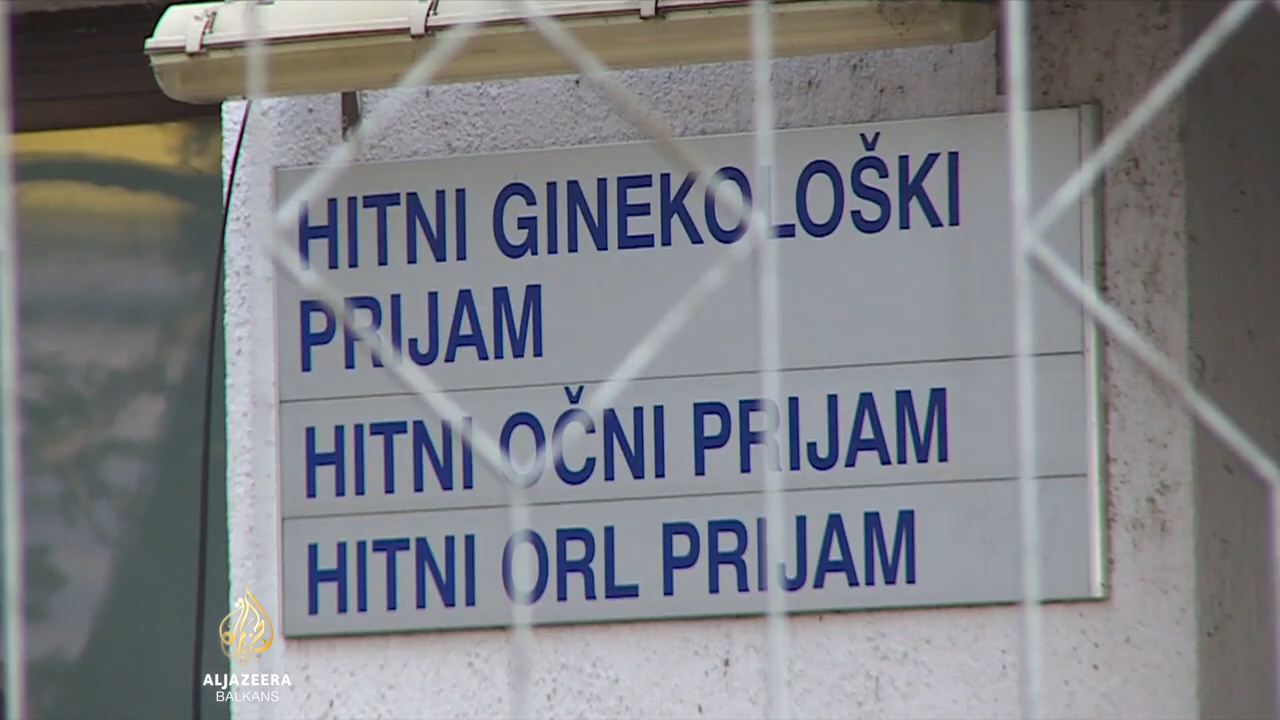 HITNI GINEKOLOŠKI
PRIJAM
HITNI OČNI PRIJAM
HITNI ORL PRIJAM
ALJAZEERA
BALKANS